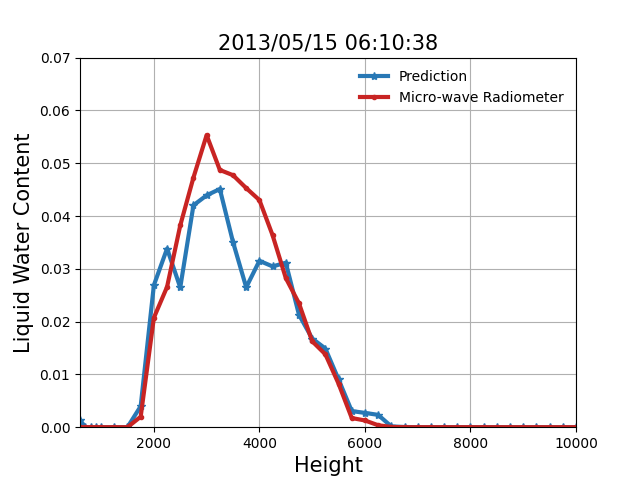 2013/05/15 06:10:38
0.07
0.06
0.05
0.04
0.03
0.02
0.01
0.00
Liquid Water Content
Prediction
Micro-wave Radiometer
2000 4000 6000 8000 10000
Height